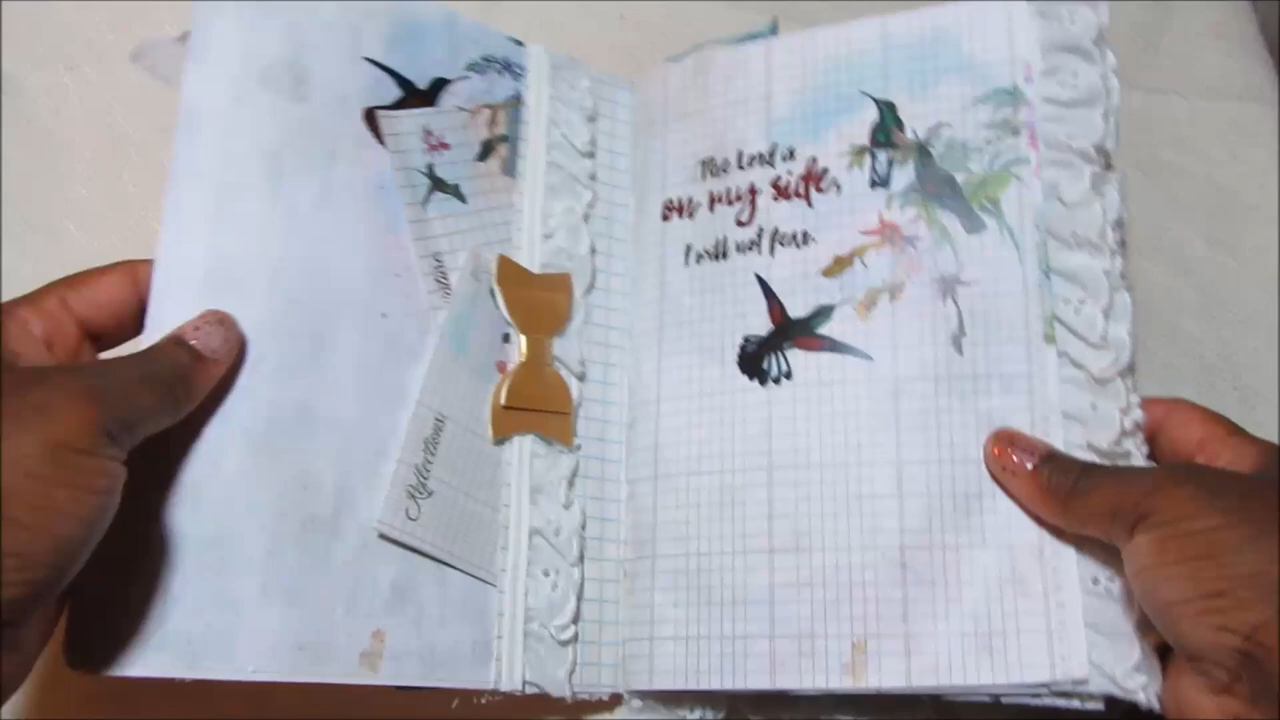 Reflections
The Lord is
on my side,
I will not fear.